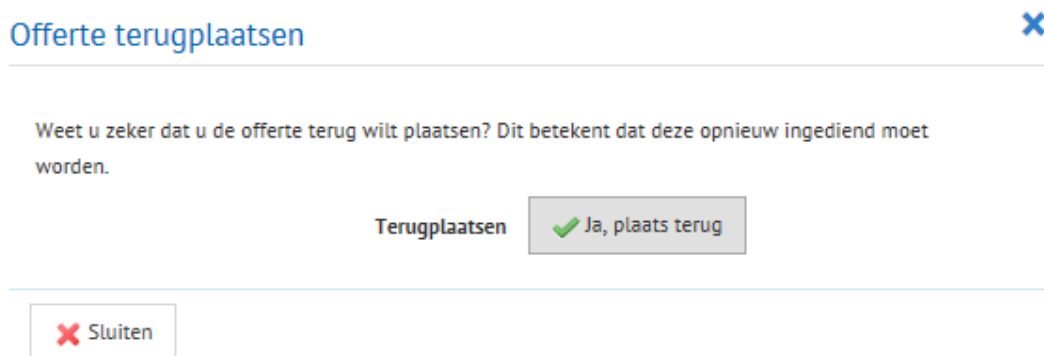 Offerte terugplaatsen
Weet u zeker dat u de offerte terug wilt plaatsen? Dit betekent dat deze opnieuw ingediend moet
worden.
Terugplaatsen Ja, plaats terug
Sluiten